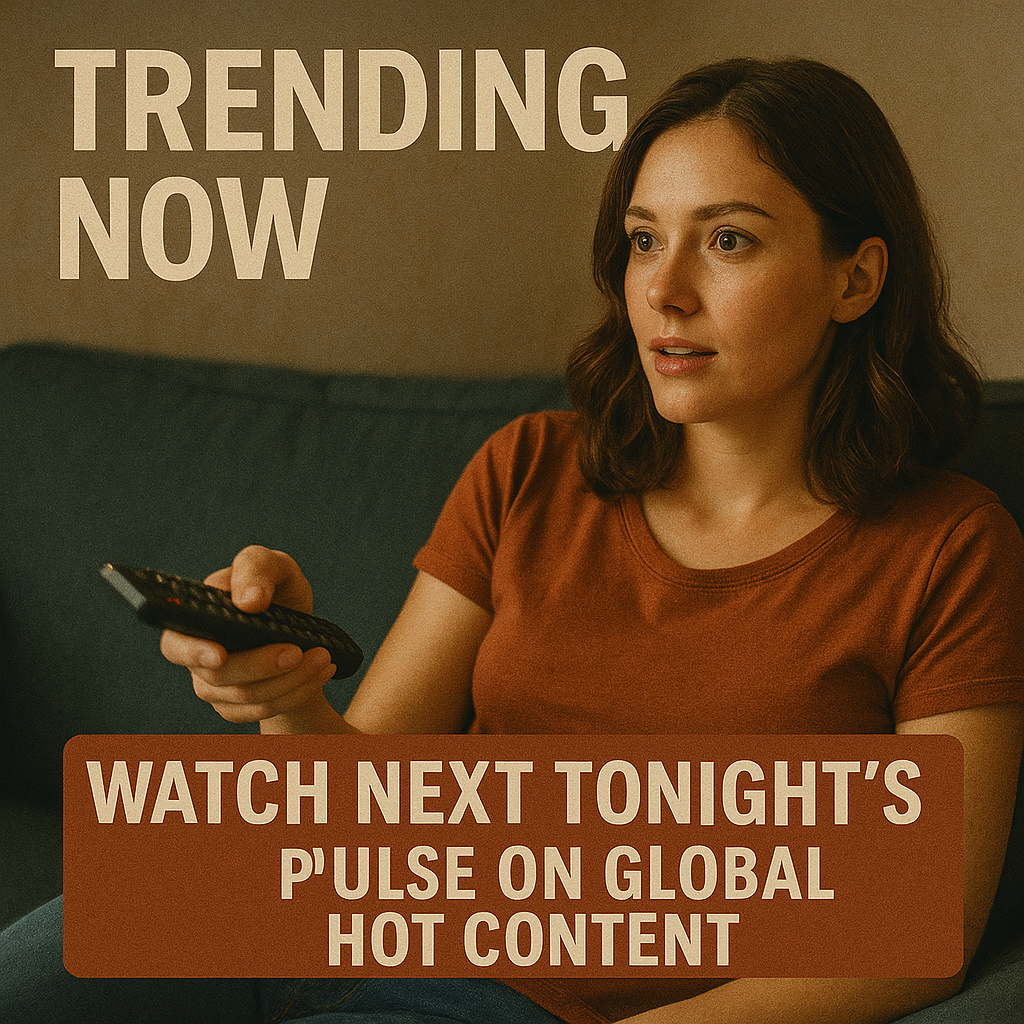 TRENDING
NOW
WATCH NEXT TONIGHT'S
P'ULSE ON GLOBAL
HOT CONTENT